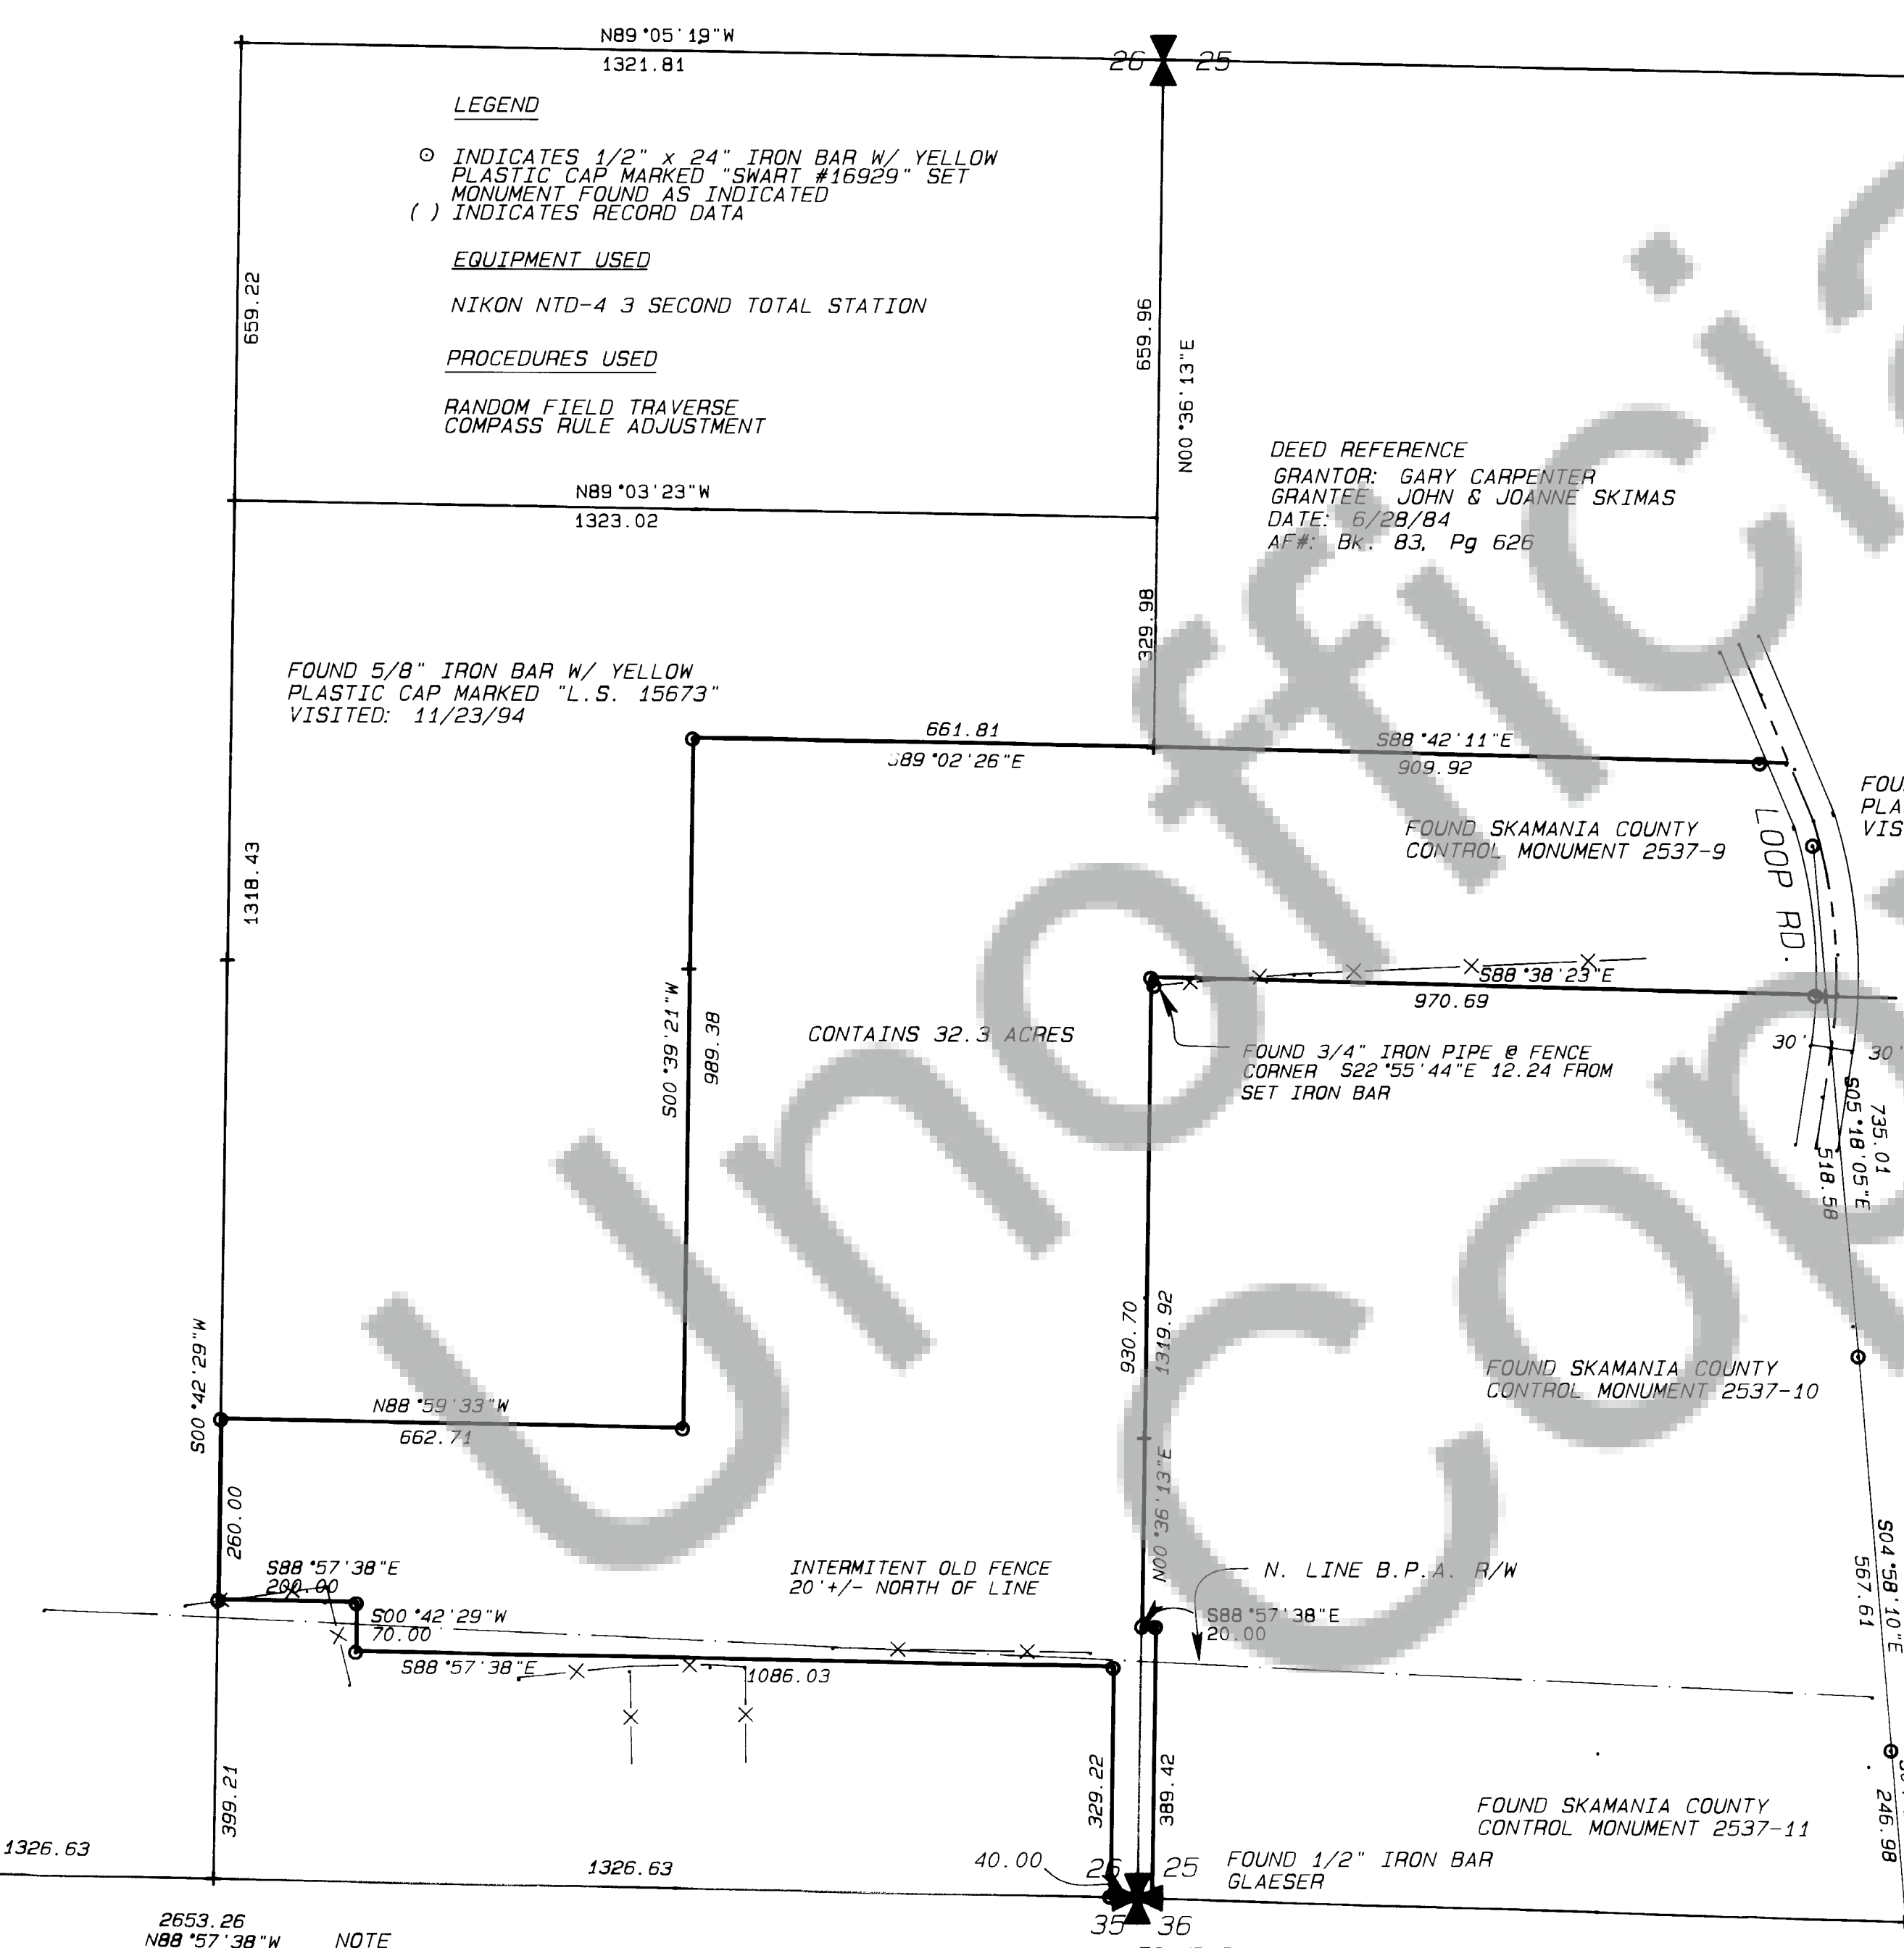 N89°05'19"W
1321.81
26 25
LEGEND
⊙ INDICATES 1/2" x 24" IRON BAR W/ YELLOW
PLASTIC CAP MARKED "SWART #16929" SET
MONUMENT FOUND AS INDICATED
( ) INDICATES RECORD DATA
EQUIPMENT USED
NIKON NTD-4 3 SECOND TOTAL STATION
PROCEDURES USED
RANDOM FIELD TRAVERSE
COMPASS RULE ADJUSTMENT
659.22
659.96
N00°36'13"E
DEED REFERENCE
GRANTOR: GARY CARPENTER
GRANTEE JOHN & JOANNE SKIMAS
DATE: 6/28/84
AF#: Bk. 83, Pg 626
N89°03'23"W
1323.02
329.98
FOUND 5/8" IRON BAR W/ YELLOW
PLASTIC CAP MARKED "L.S. 15673"
VISITED: 11/23/94
661.81
S89°02'26"E
S88°42'11"E
909.92
FOU
PLA
VIS
FOUND SKAMANIA COUNTY
CONTROL MONUMENT 2537-9
LOOP RD.
1318.43
S88°38'23"E
970.69
S00°39'21"W
989.38
CONTAINS 32.3 ACRES
FOUND 3/4" IRON PIPE @ FENCE
CORNER S22°55'44"E 12.24 FROM
SET IRON BAR
30'
30'
S05°18'05"E
735.01
518.58
S00°42'29"W
930.70
1319.92
N00°36'13"E
FOUND SKAMANIA COUNTY
CONTROL MONUMENT 2537-10
N88°59'33"W
662.71
260.00
S88°57'38"E
200.00
S00°42'29"W
70.00
S88°57'38"E
1086.03
INTERMITENT OLD FENCE
20'+/- NORTH OF LINE
N. LINE B.P.A. R/W
S88°57'38"E
20.00
S04°58'10"E
567.61
399.21
329.22
389.42
FOUND SKAMANIA COUNTY
CONTROL MONUMENT 2537-11
246.98
1326.63
1326.63
40.00
26 25
35 36
FOUND 1/2" IRON BAR
GLAESER
2653.26
N88°57'38"W
NOTE
Unoffici
Cop